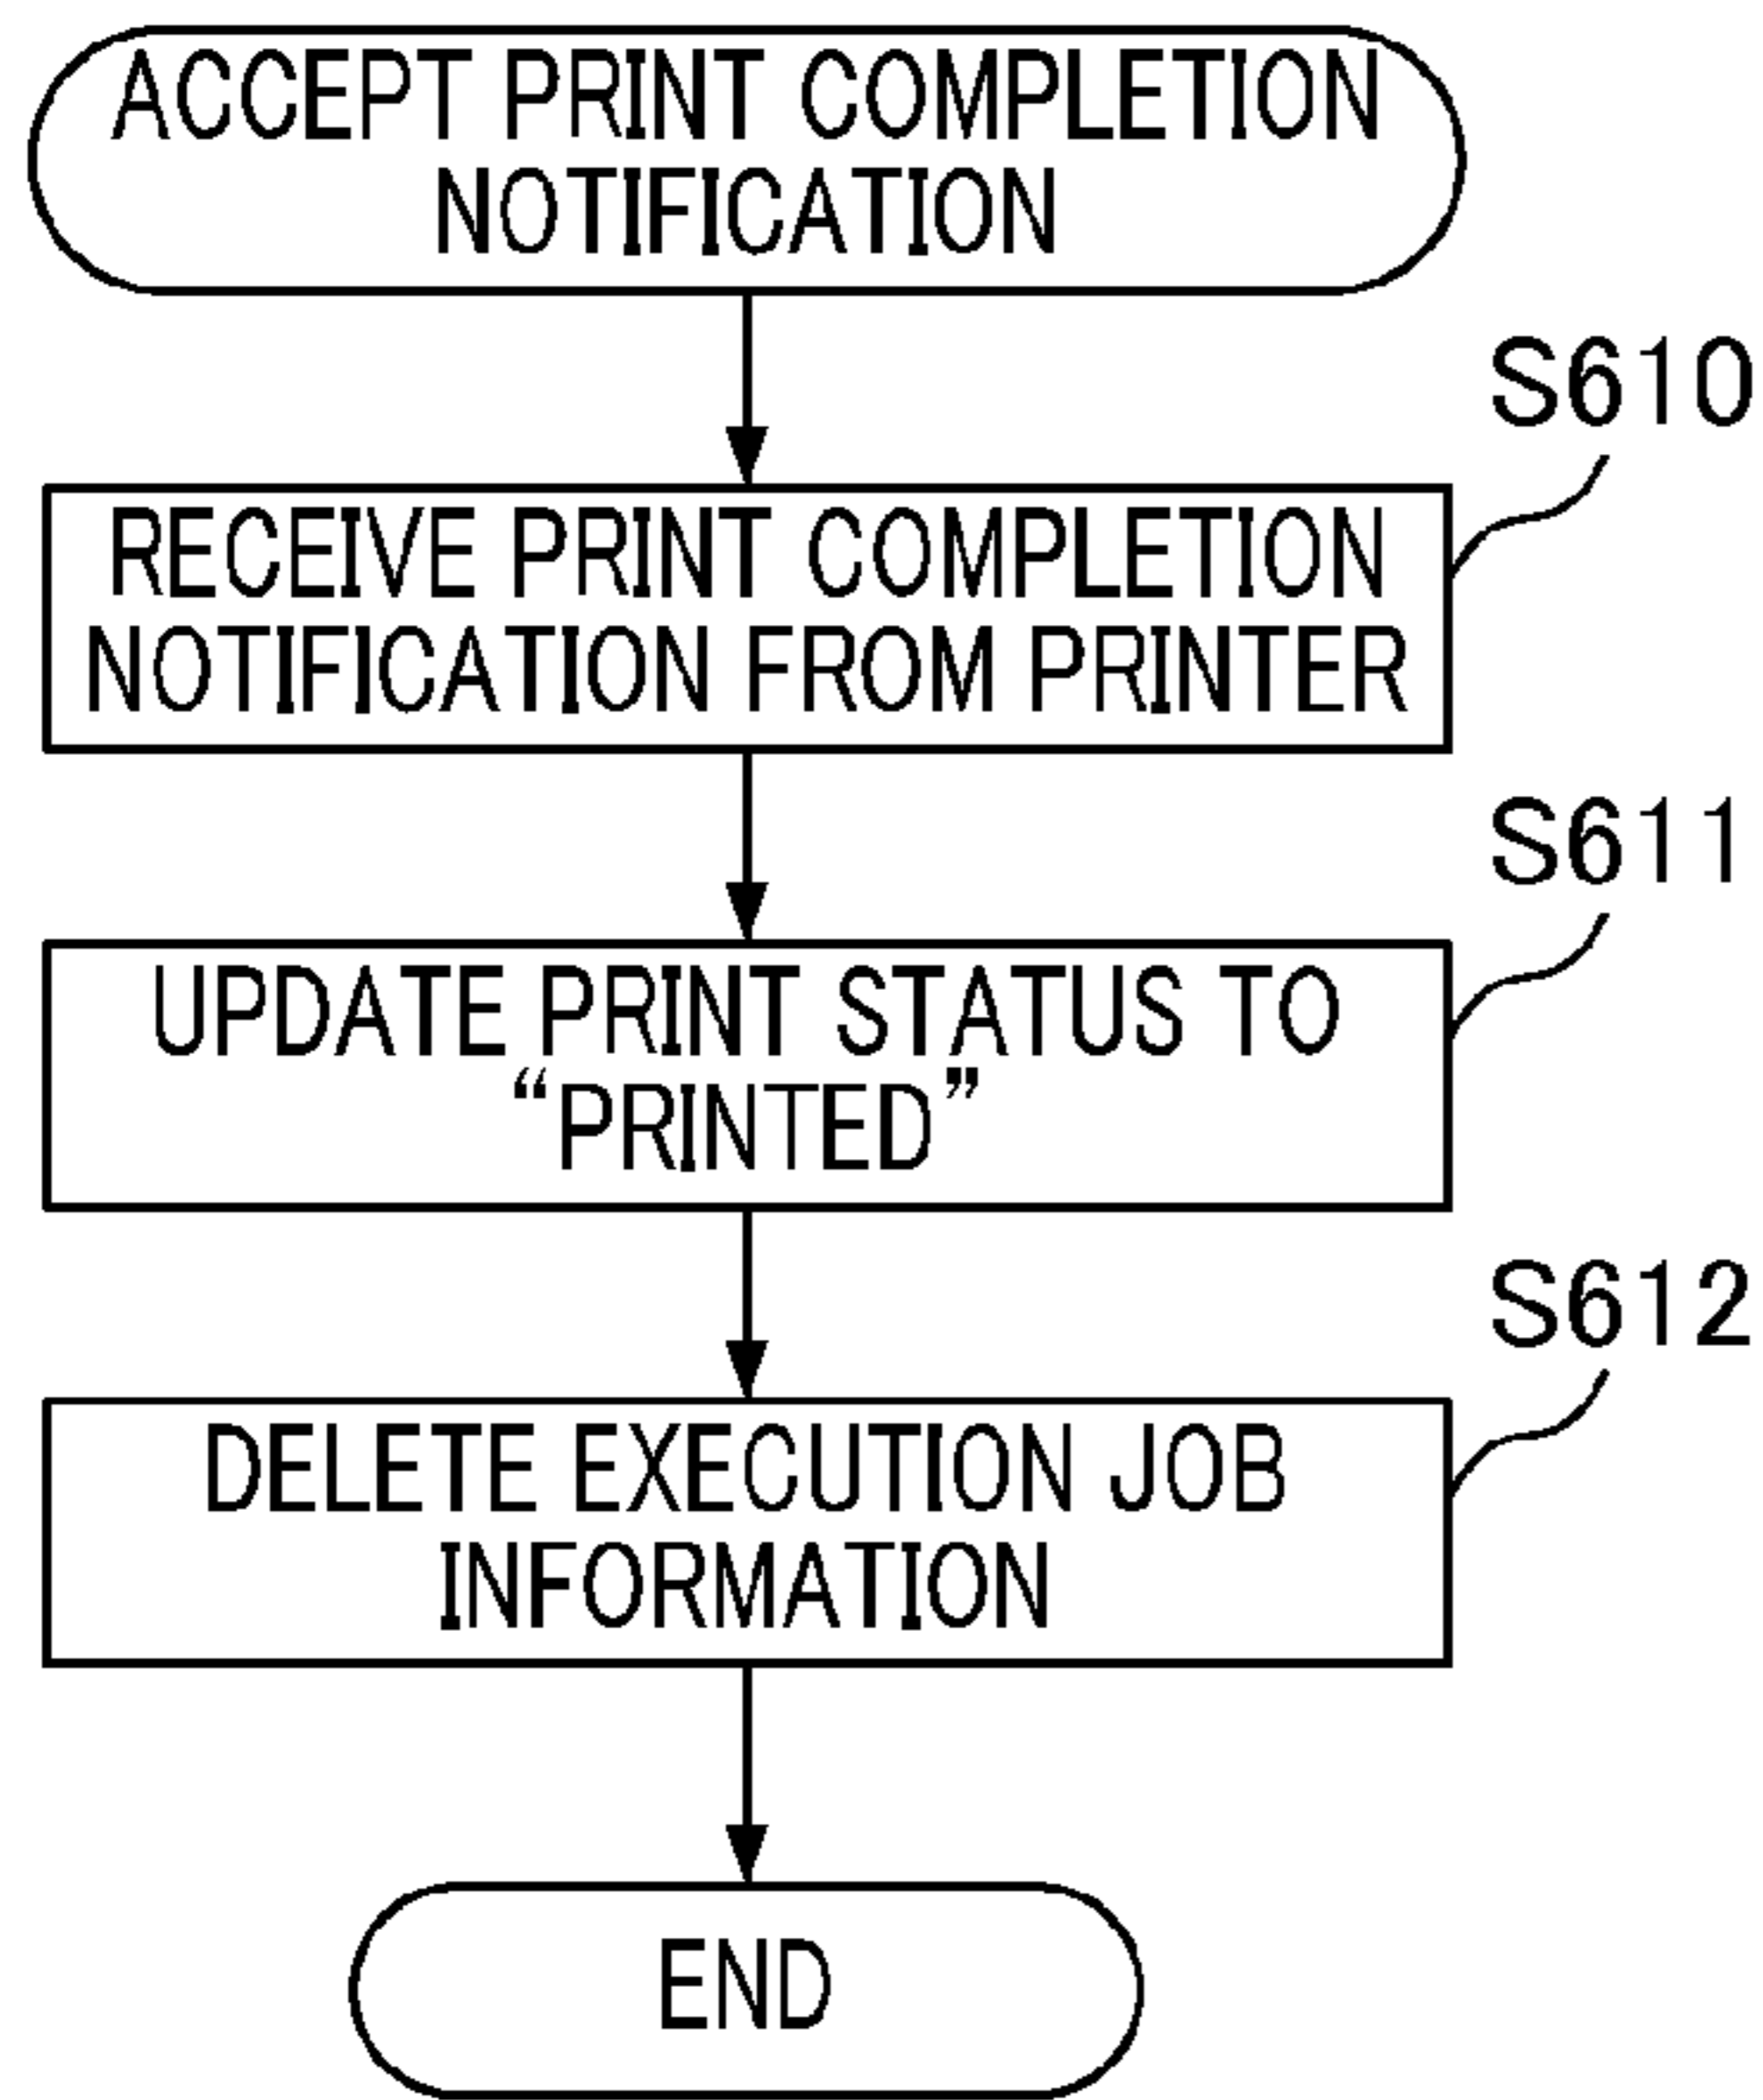 ACCEPT PRINT COMPLETION
NOTIFICATION
S610
RECEIVE PRINT COMPLETION
NOTIFICATION FROM PRINTER
S611
UPDATE PRINT STATUS TO
“PRINTED”
S612
DELETE EXECUTION JOB
INFORMATION
END